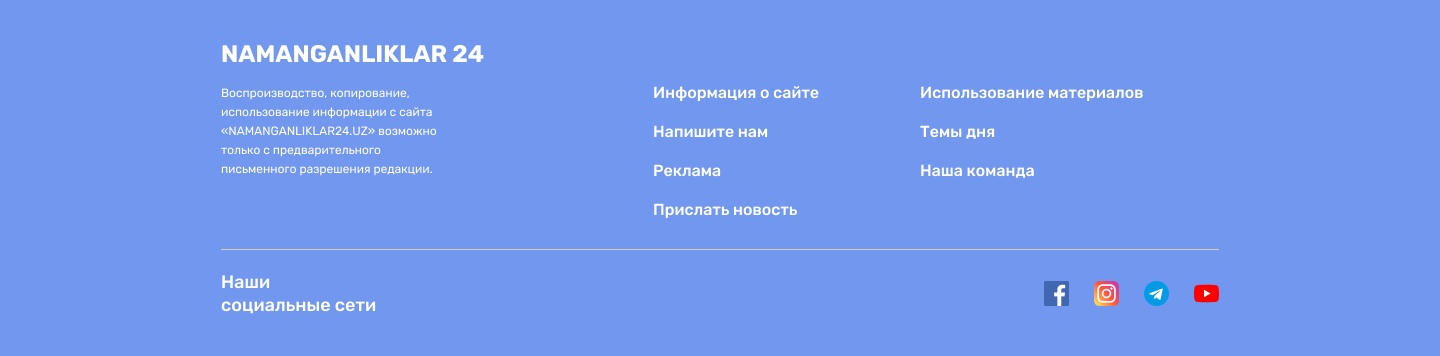 NAMANGANLIKLAR 24
Воспроизводство, копирование,
использование информации с сайта
«NAMANGANLIKLAR24.UZ» возможно
только с предварительного
письменного разрешения редакции.
Информация о сайте
Напишите нам
Реклама
Прислать новость
Использование материалов
Темы дня
Наша команда
Наши
социальные сети